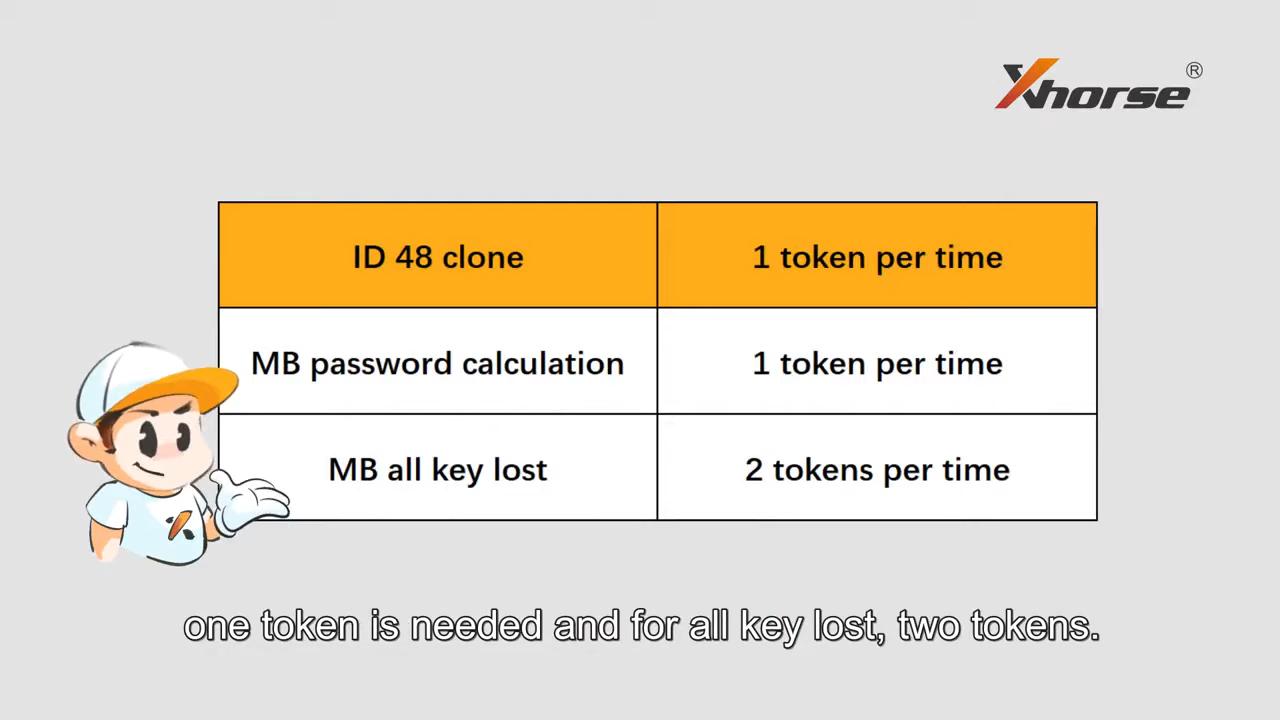 Xhorse®
ID 48 clone 1 token per time
MB password calculation 1 token per time
MB all key lost 2 tokens per time
one token is needed and for all key lost, two tokens.